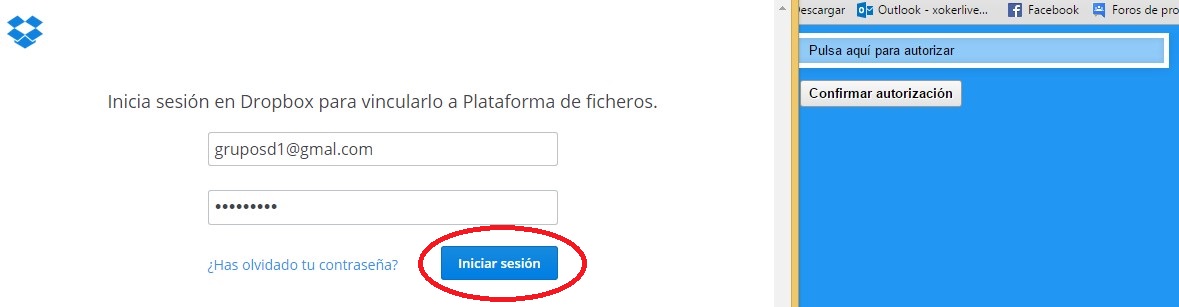 Inicia sesión en Dropbox para vincularlo a Plataforma de ficheros.
gruposd1@gmal.com
•••••••••
¿Has olvidado tu contraseña?
Iniciar sesión
escargar
Outlook - xokerlive...
Facebook
Foros de pro
Pulsa aquí para autorizar
Confirmar autorización